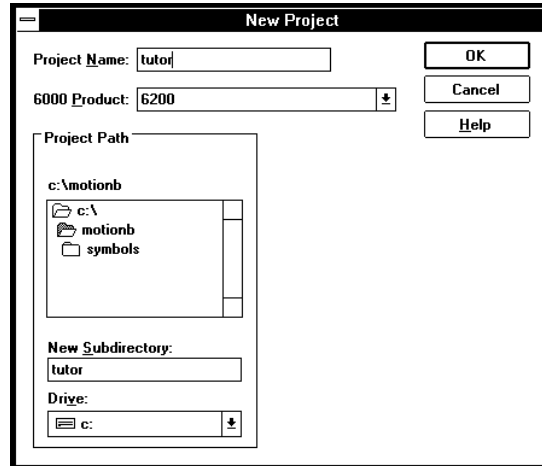 New Project
Project Name: tutor
OK
6000 Product: 6200
Cancel
Help
Project Path
c:\motionb
c:\
motionb
symbols
New Subdirectory:
tutor
Drive:
c: